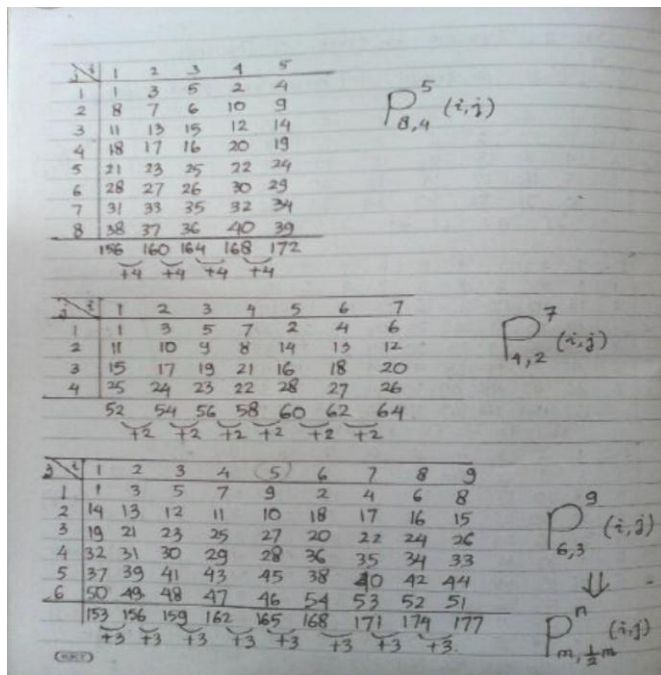 j i 1 2 3 4 5
1 1 3 5 2 4
2 8 7 6 10 9
3 11 13 15 12 14
4 18 17 16 20 19
5 21 23 25 22 24
6 28 27 26 30 29
7 31 33 35 32 34
8 38 37 36 40 39
156 160 164 168 172
+4 +4 +4 +4
P 5 8,4 (i,j)
j i 1 2 3 4 5 6 7
1 1 3 5 7 2 4 6
2 11 10 9 8 14 13 12
3 15 17 19 21 16 18 20
4 25 24 23 22 28 27 26
52 54 56 58 60 62 64
+2 +2 +2 +2 +2 +2
P 7 4,2 (i,j)
j i 1 2 3 4 5 6 7 8 9
1 1 3 5 7 9 2 4 6 8
2 14 13 12 11 10 18 17 16 15
3 19 21 23 25 27 20 22 24 26
4 32 31 30 29 28 36 35 34 33
5 37 39 41 43 45 38 40 42 44
6 50 49 48 47 46 54 53 52 51
153 156 159 162 165 168 171 174 177
+3 +3 +3 +3 +3 +3 +3 +3
P 9 6,3 (i,j)
⇓
P n m,½m (i,j)